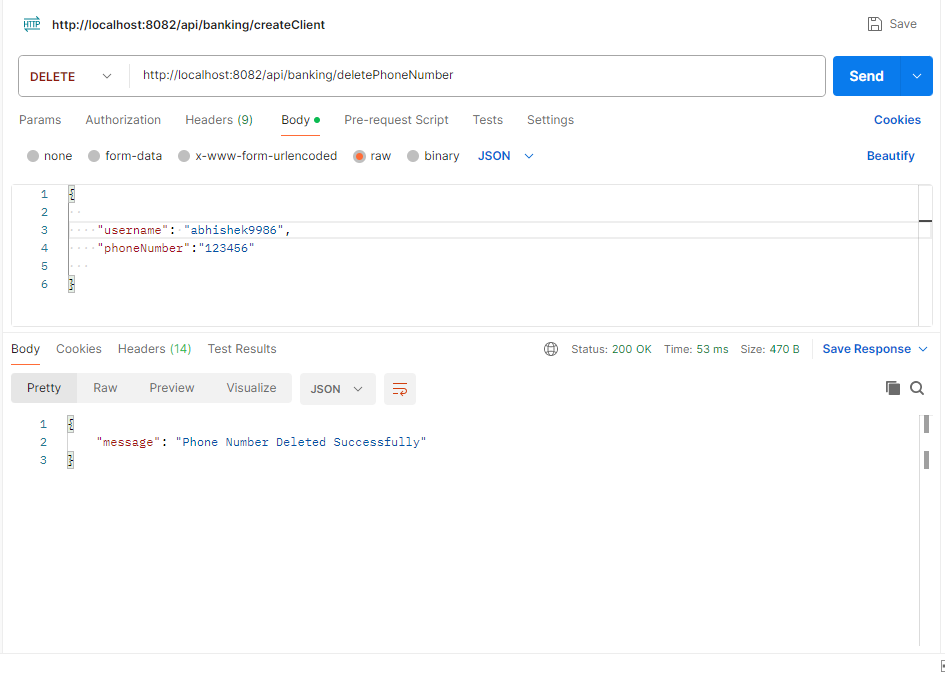 HTTP http://localhost:8082/api/banking/createClient Save
DELETE http://localhost:8082/api/banking/deletePhoneNumber Send
Params Authorization Headers (9) Body Pre-request Script Tests Settings Cookies
none form-data x-www-form-urlencoded raw binary JSON Beautify
1 {
2
3 "username": "abhishek9986",
4 "phoneNumber":"123456"
5
6 }
Body Cookies Headers (14) Test Results Status: 200 OK Time: 53 ms Size: 470 B Save Response
Pretty Raw Preview Visualize JSON
1 {
2 "message": "Phone Number Deleted Successfully"
3 }